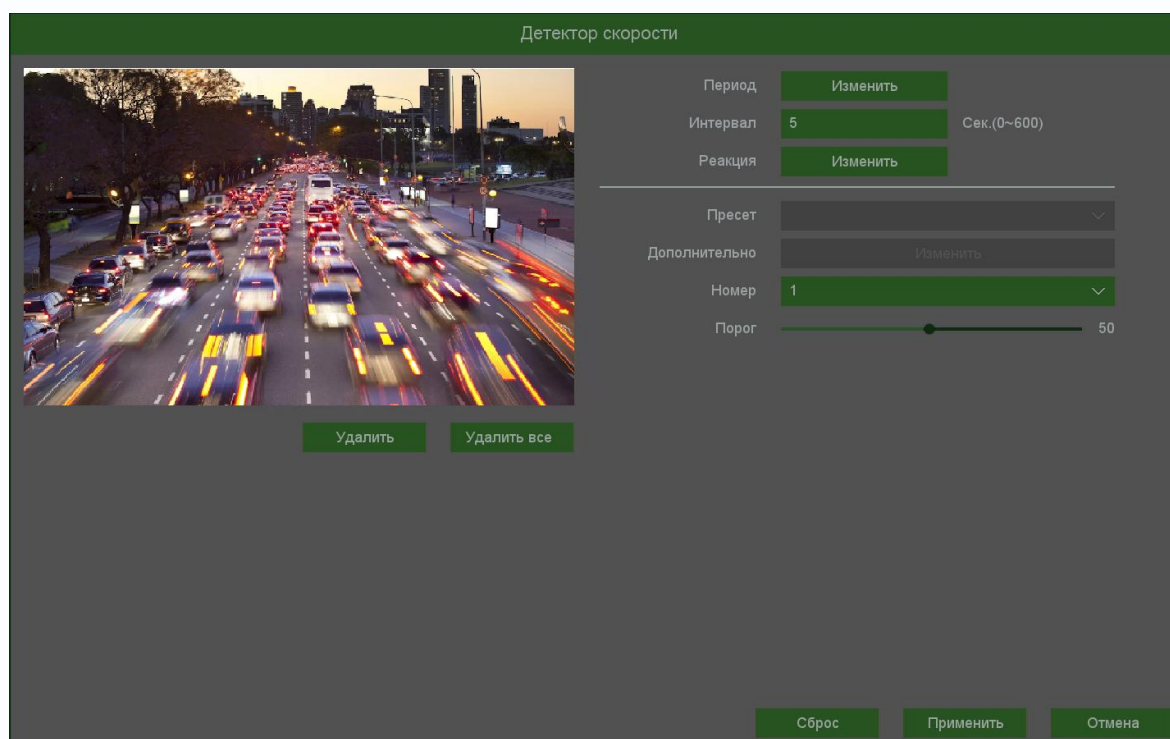 Детектор скорости
Период Изменить
Интервал 5 Сек.(0~600)
Реакция Изменить
Пресет
Дополнительно Изменить
Номер 1
Порог 50
Удалить Удалить все
Сброс Применить Отмена